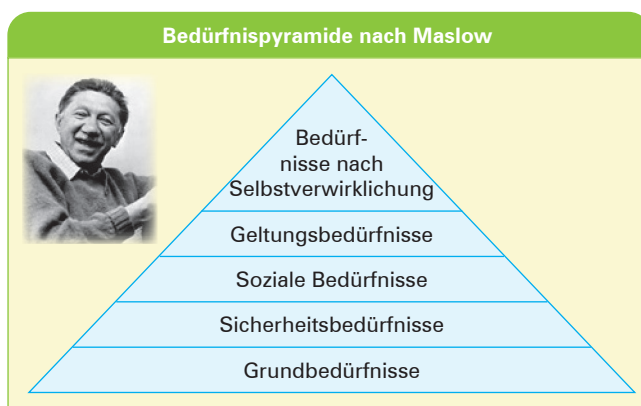 Bedürfnispyramide nach Maslow
Bedürf-
nisse nach
Selbstverwirklichung
Geltungsbedürfnisse
Soziale Bedürfnisse
Sicherheitsbedürfnisse
Grundbedürfnisse